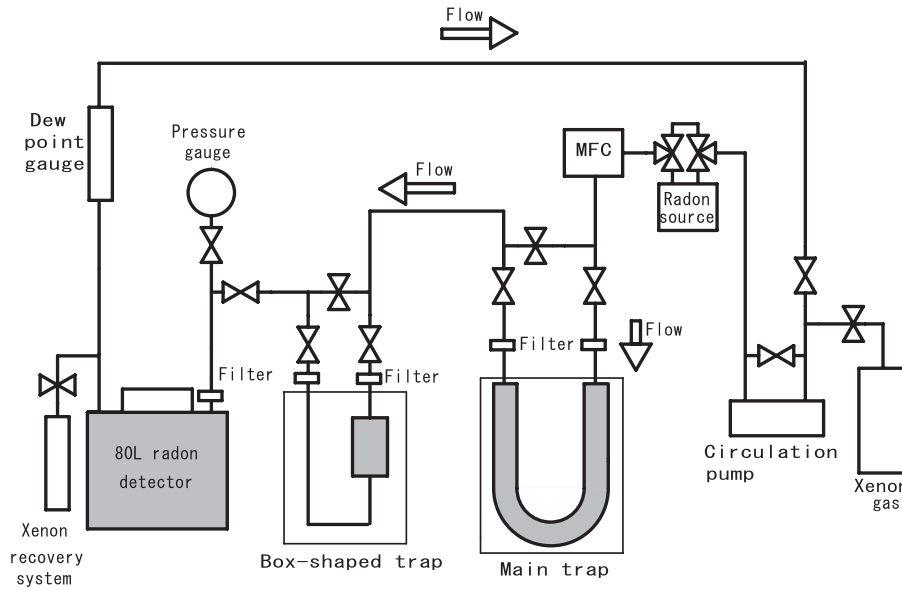 Flow
Dew
point
gauge
Pressure
gauge
MFC
Flow
Radon
source
Flow
Filter
Filter
Filter
80L radon
detector
Circulation
pump
Xenon
gas
Xenon
recovery
system
Box-shaped trap
Main trap